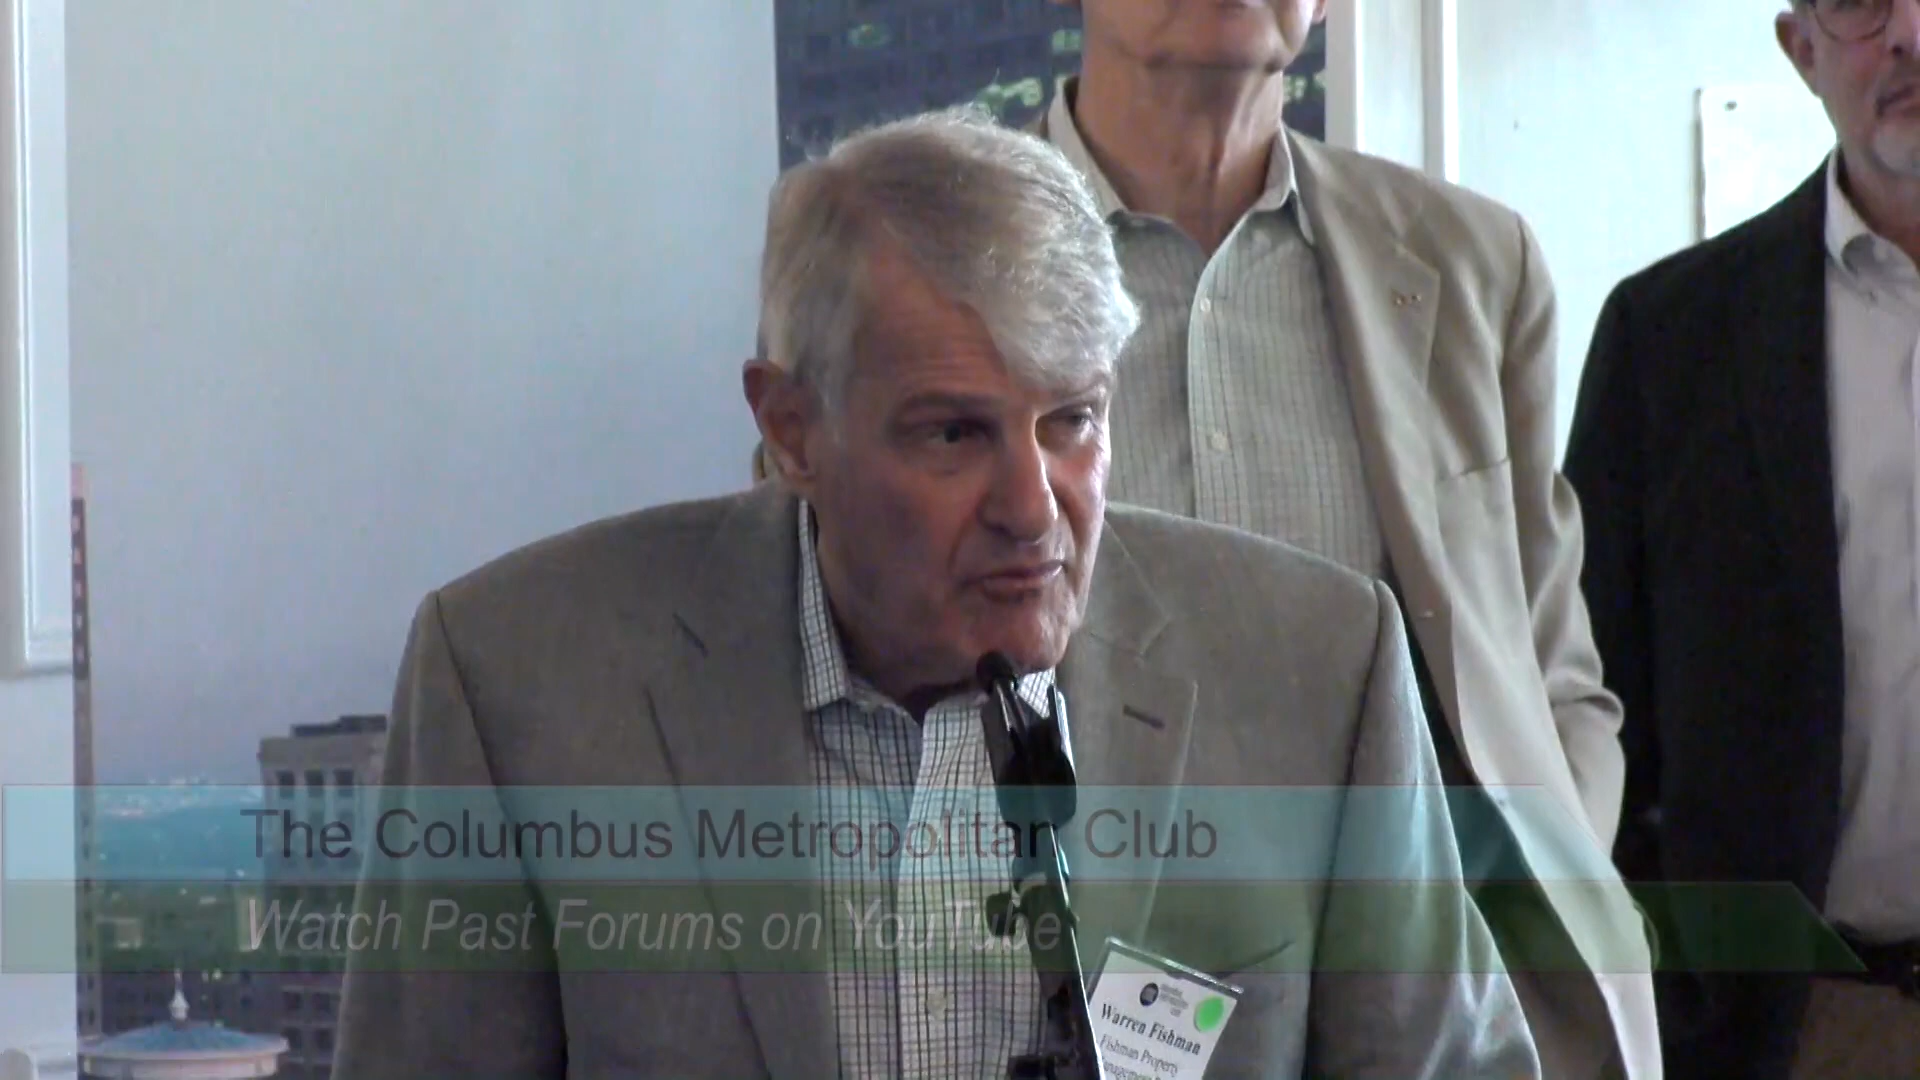 The Columbus Metropolitan Club
Watch Past Forums on YouTube
Warren Fishman
Fishman Property